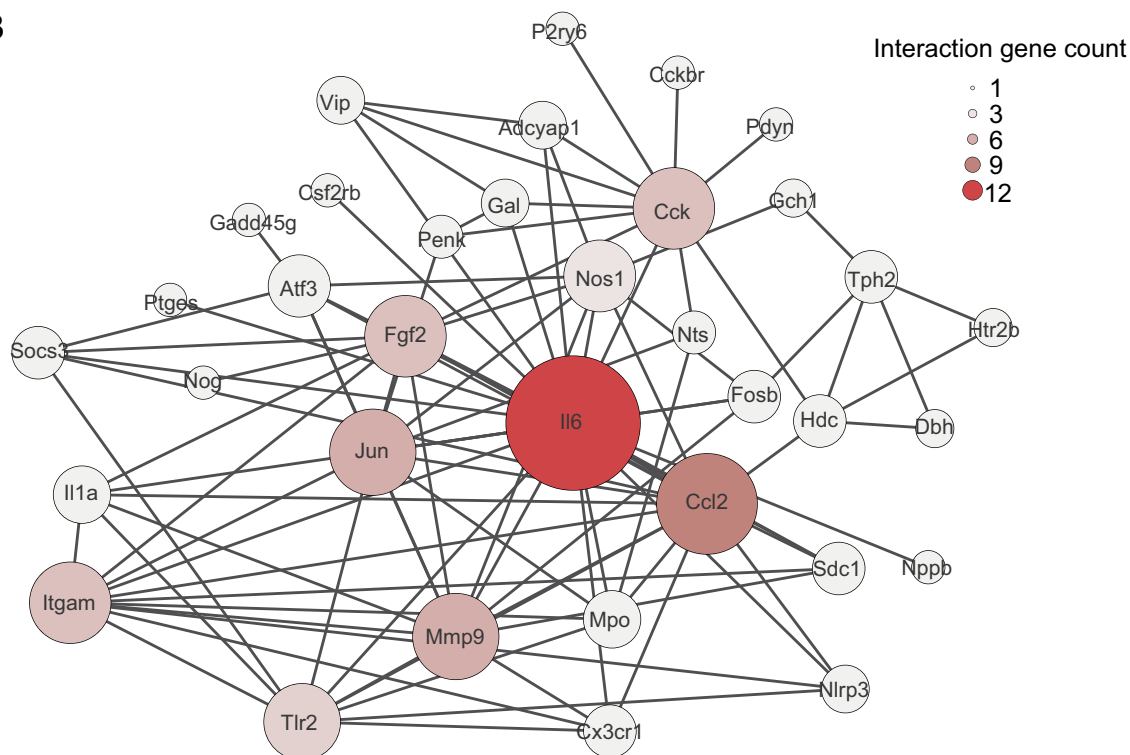 P2ry6
Interaction gene count
Cckbr
1
Vip
3
Adcyap1
Pdyn
6
9
Csf2rb
12
Gal
Gch1
Gadd45g
Cck
Penk
Nos1
Tph2
Atf3
Ptges
Fgf2
Nts
Htr2b
Socs3
Nog
Fosb
Il6
Hdc
Dbh
Jun
Il1a
Ccl2
Sdc1
Nppb
Itgam
Mpo
Mmp9
Nlrp3
Tlr2
Cx3cr1